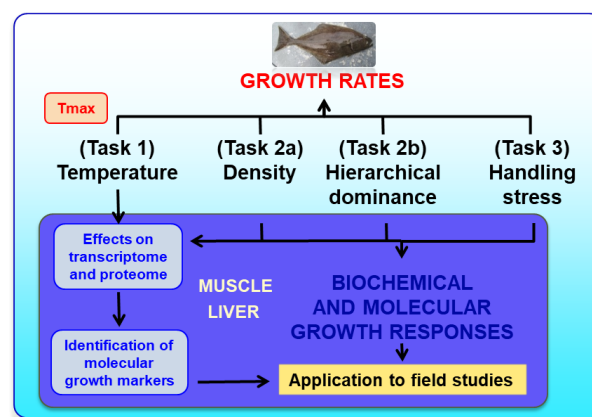 GROWTH RATES
Tmax
(Task 1)
Temperature
(Task 2a)
Density
(Task 2b)
Hierarchical
dominance
(Task 3)
Handling
stress
Effects on
transcriptome
and proteome
MUSCLE
LIVER
BIOCHEMICAL
AND MOLECULAR
GROWTH RESPONSES
Identification of
molecular
growth markers
Application to field studies